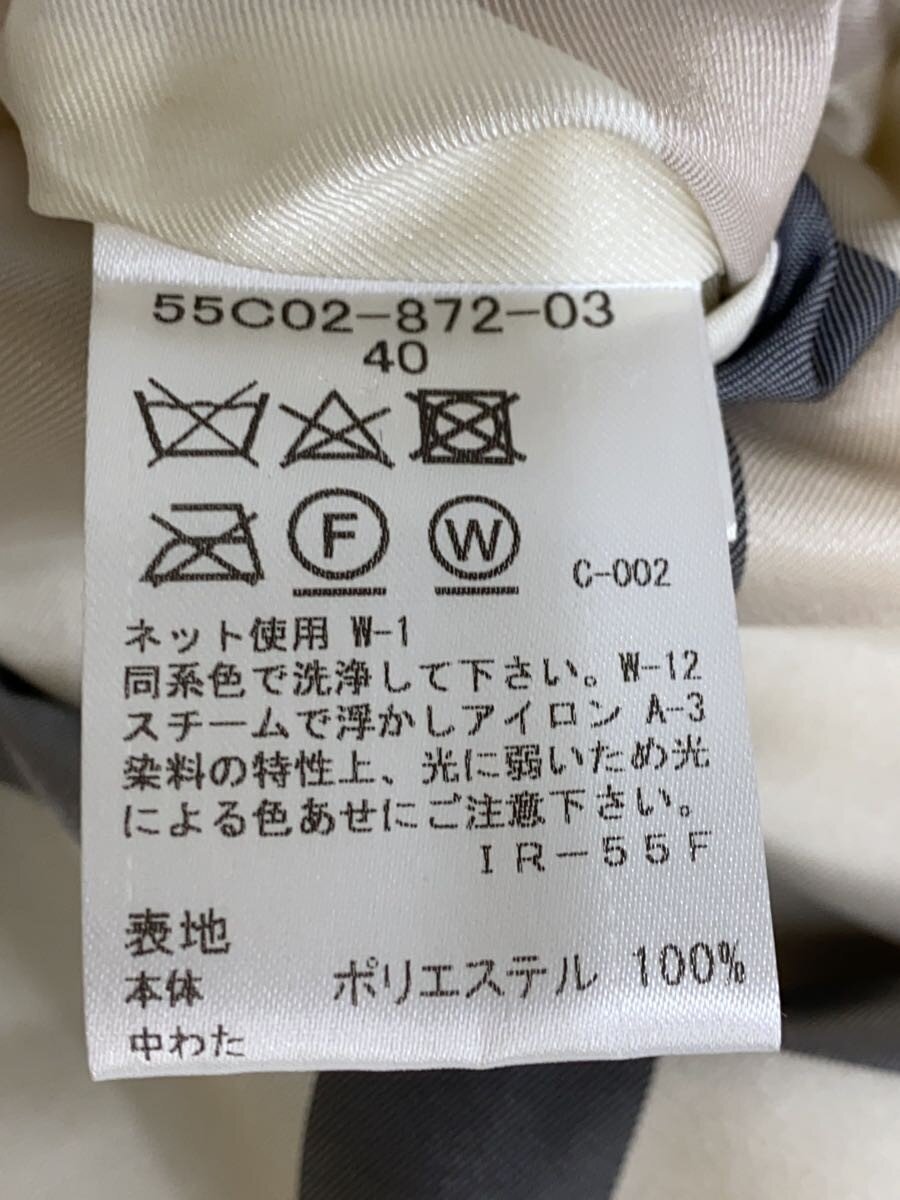 55C02-872-03
40
F W C-002
ネット使用 W-1
同系色で洗浄して下さい。W-12
スチームで浮かしアイロン A-3
染料の特性上、光に弱いため光
による色あせにご注意下さい。
IR-55F
表地
本体 ポリエステル 100%
中わた